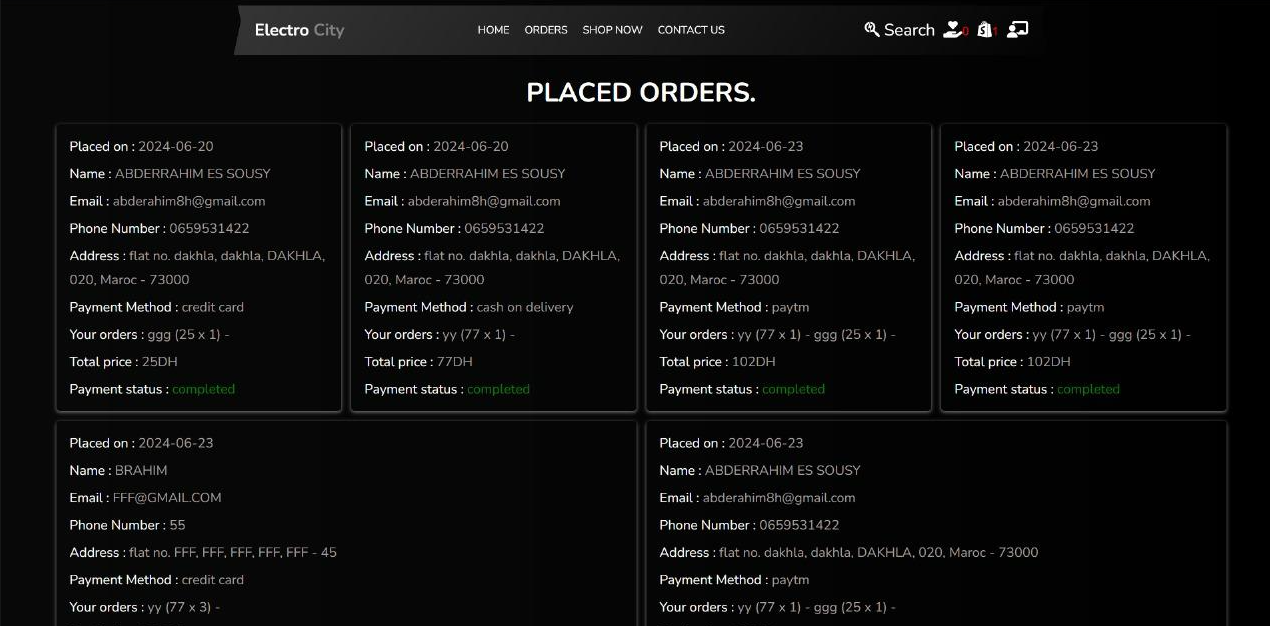 Electro City
HOME ORDERS SHOP NOW CONTACT US
Search 0 1
PLACED ORDERS.
Placed on : 2024-06-20
Name : ABDERRAHIM ES SOUSY
Email : abderahim8h@gmail.com
Phone Number : 0659531422
Address : flat no. dakhla, dakhla, DAKHLA,
020, Maroc - 73000
Payment Method : credit card
Your orders : ggg (25 x 1) -
Total price : 25DH
Payment status : completed
Placed on : 2024-06-20
Name : ABDERRAHIM ES SOUSY
Email : abderahim8h@gmail.com
Phone Number : 0659531422
Address : flat no. dakhla, dakhla, DAKHLA,
020, Maroc - 73000
Payment Method : cash on delivery
Your orders : yy (77 x 1) -
Total price : 77DH
Payment status : completed
Placed on : 2024-06-23
Name : ABDERRAHIM ES SOUSY
Email : abderahim8h@gmail.com
Phone Number : 0659531422
Address : flat no. dakhla, dakhla, DAKHLA,
020, Maroc - 73000
Payment Method : paytm
Your orders : yy (77 x 1) - ggg (25 x 1) -
Total price : 102DH
Payment status : completed
Placed on : 2024-06-23
Name : ABDERRAHIM ES SOUSY
Email : abderahim8h@gmail.com
Phone Number : 0659531422
Address : flat no. dakhla, dakhla, DAKHLA,
020, Maroc - 73000
Payment Method : paytm
Your orders : yy (77 x 1) - ggg (25 x 1) -
Total price : 102DH
Payment status : completed
Placed on : 2024-06-23
Name : BRAHIM
Email : FFF@GMAIL.COM
Phone Number : 55
Address : flat no. FFF, FFF, FFF, FFF, FFF - 45
Payment Method : credit card
Your orders : yy (77 x 3) -
Placed on : 2024-06-23
Name : ABDERRAHIM ES SOUSY
Email : abderahim8h@gmail.com
Phone Number : 0659531422
Address : flat no. dakhla, dakhla, DAKHLA, 020, Maroc - 73000
Payment Method : paytm
Your orders : yy (77 x 1) - ggg (25 x 1) -